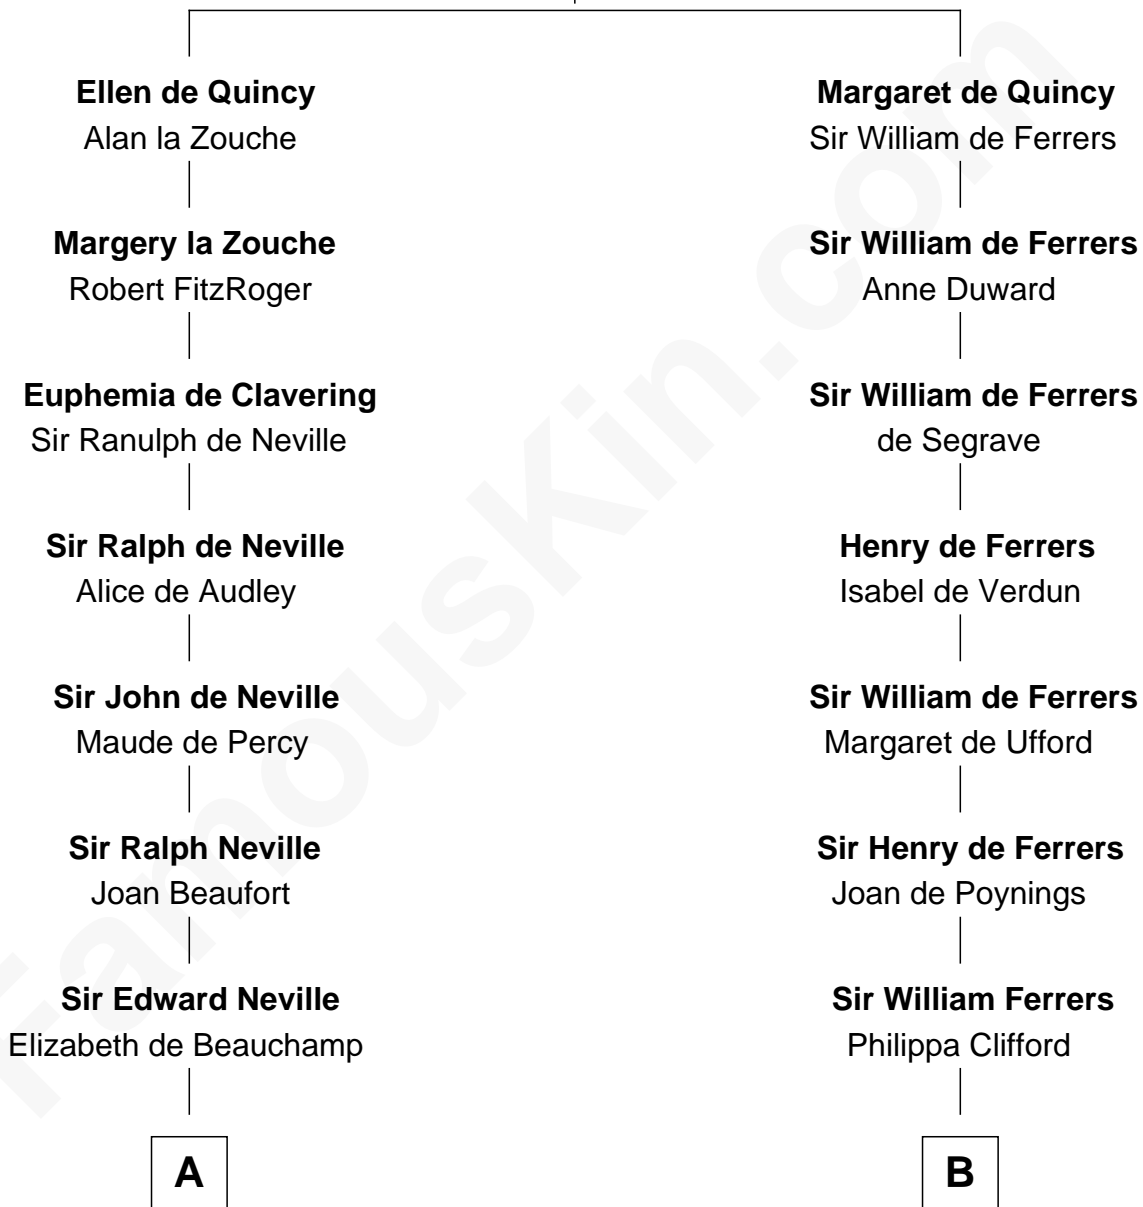 Ellen de Quincy
Alan la Zouche
Margery la Zouche
Robert FitzRoger
Euphemia de Clavering
Sir Ranulph de Neville
Sir Ralph de Neville
Alice de Audley
Sir John de Neville
Maude de Percy
Sir Ralph Neville
Joan Beaufort
Sir Edward Neville
Elizabeth de Beauchamp
A
Margaret de Quincy
Sir William de Ferrers
Sir William de Ferrers
Anne Duward
Sir William de Ferrers
de Segrave
Henry de Ferrers
Isabel de Verdun
Sir William de Ferrers
Margaret de Ufford
Sir Henry de Ferrers
Joan de Poynings
Sir William Ferrers
Philippa Clifford
B
FamousKin.com